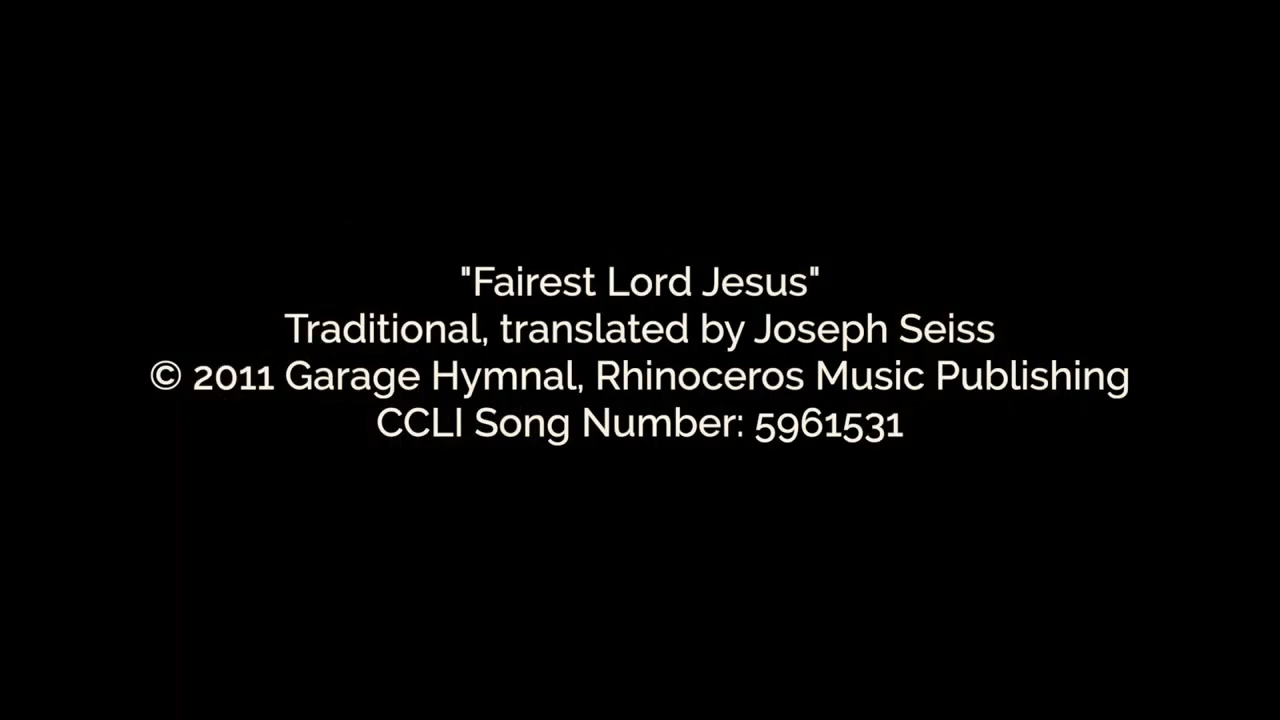 "Fairest Lord Jesus"
Traditional, translated by Joseph Seiss
© 2011 Garage Hymnal, Rhinoceros Music Publishing
CCLI Song Number: 5961531